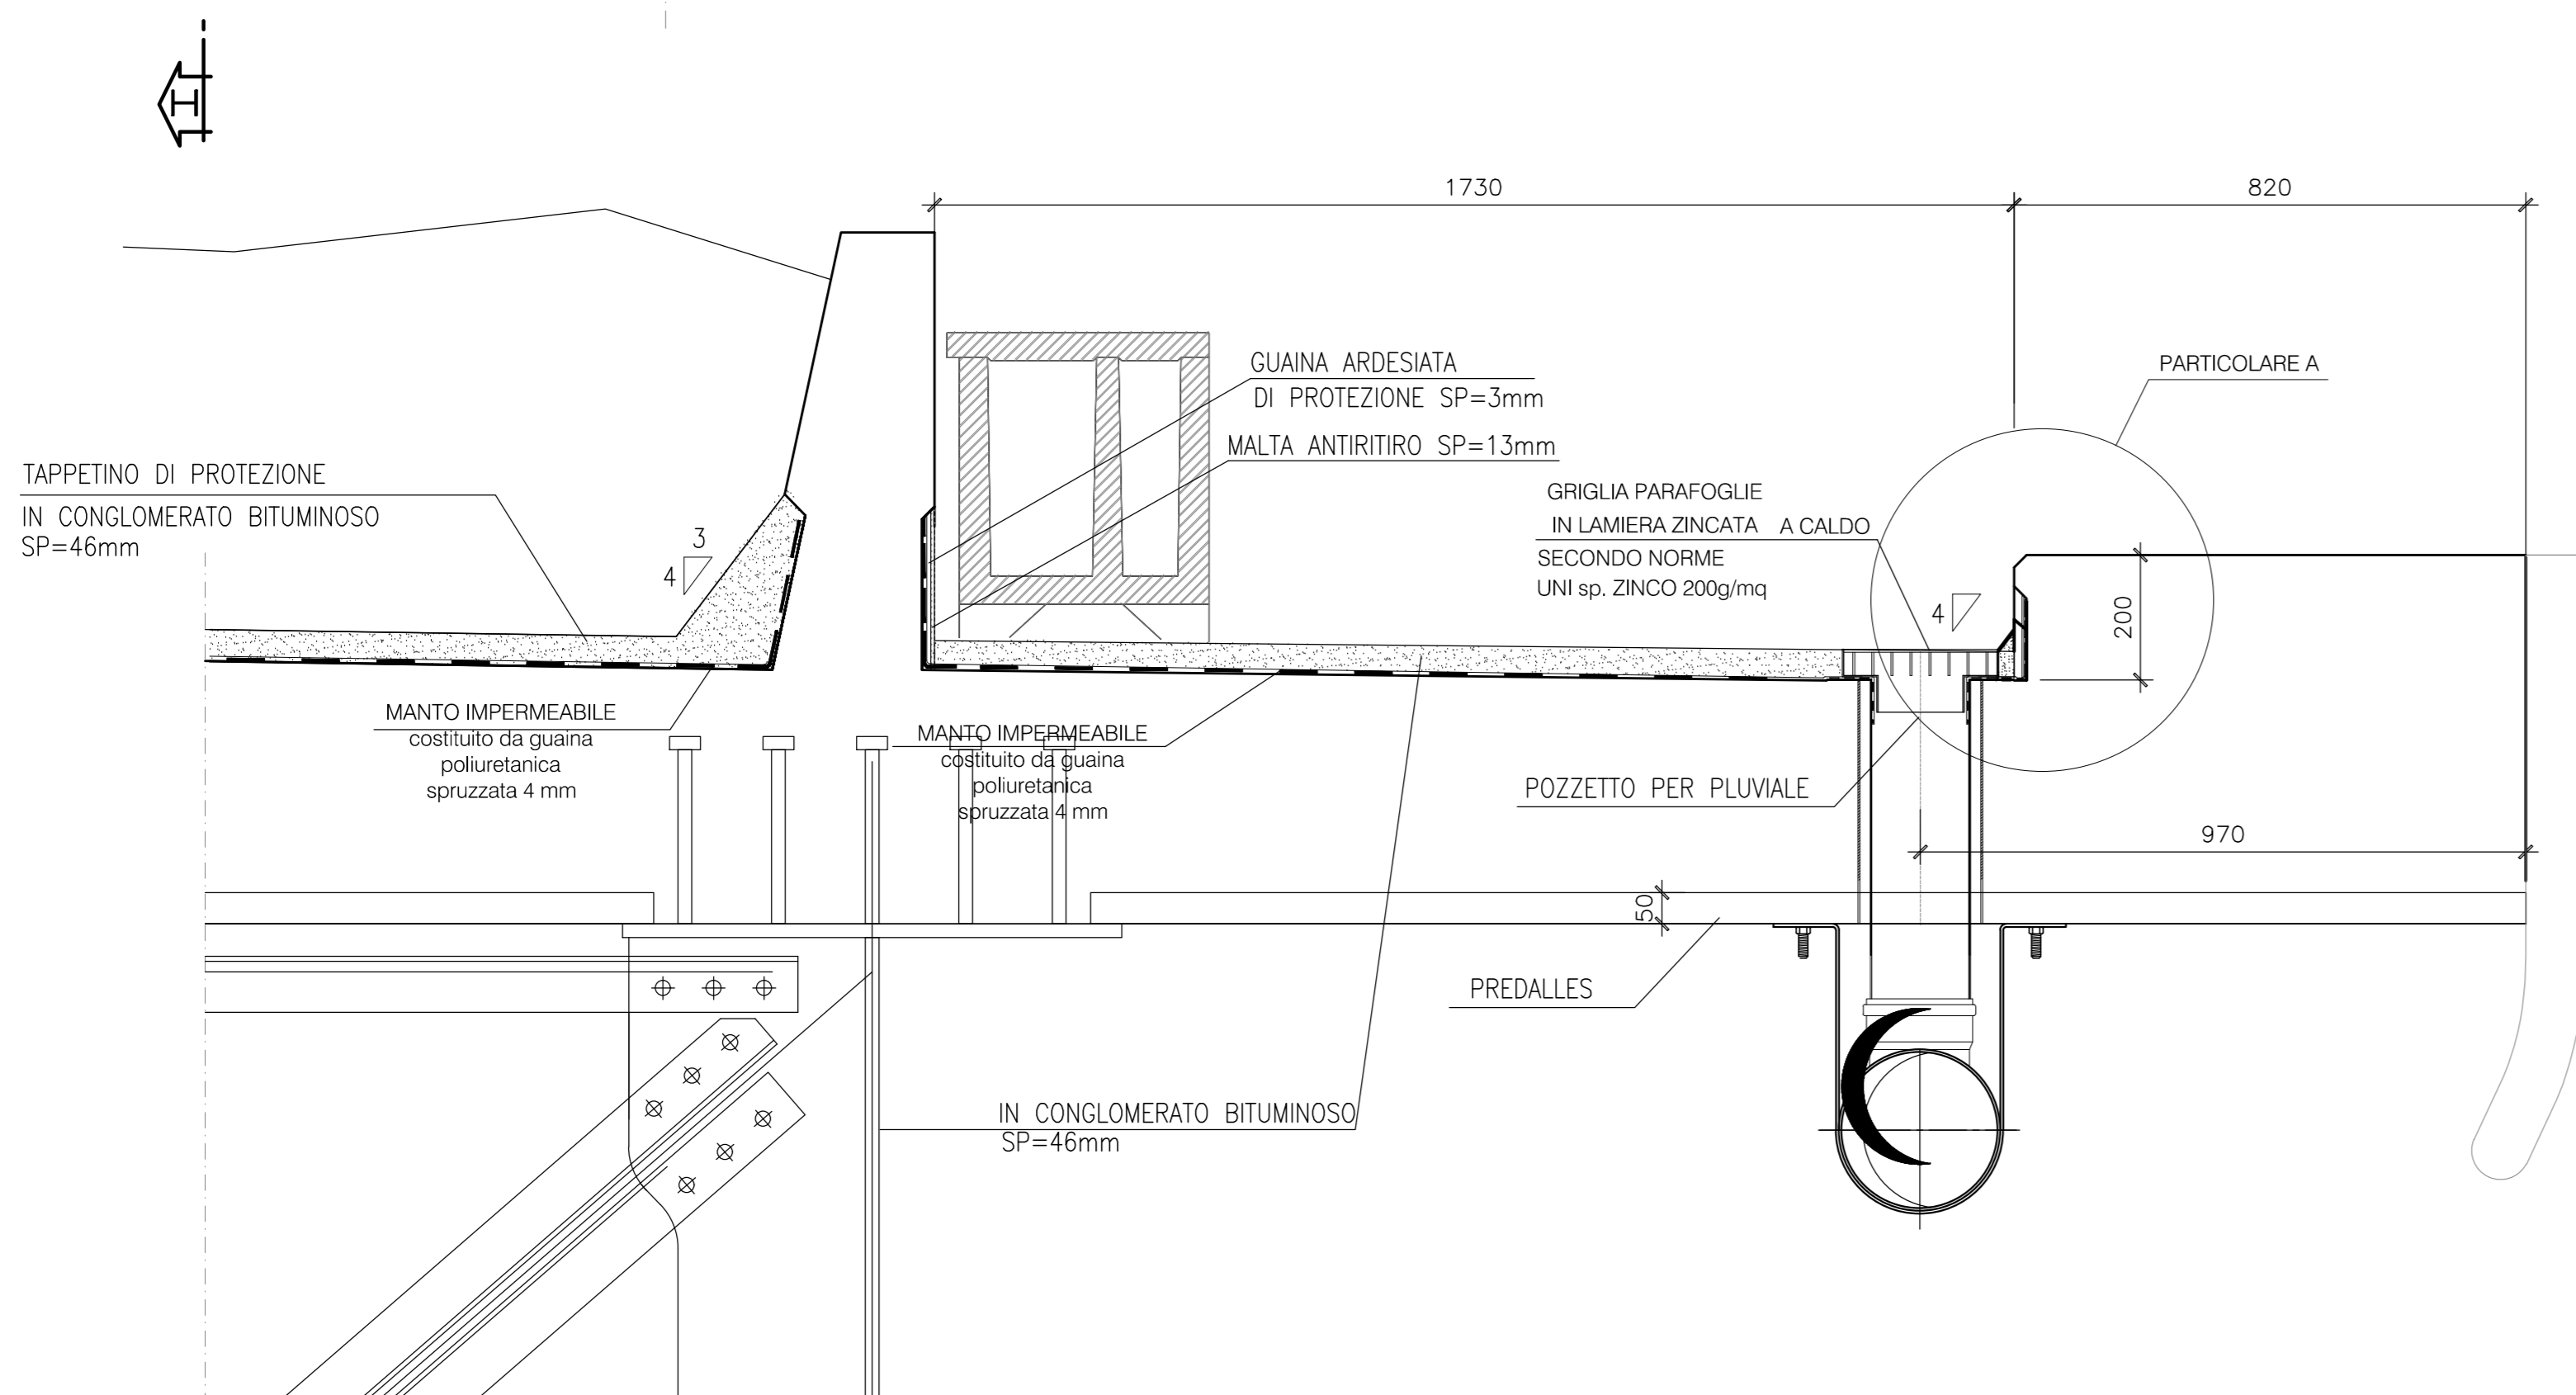 H
1730
820
GUAINA ARDESIATA
DI PROTEZIONE SP=3mm
PARTICOLARE A
MALTA ANTIRITIRO SP=13mm
TAPPETINO DI PROTEZIONE
IN CONGLOMERATO BITUMINOSO
SP=46mm
GRIGLIA PARAFOGLIE
IN LAMIERA ZINCATA A CALDO
SECONDO NORME
UNI sp. ZINCO 200g/mq
3
4
4
200
MANTO IMPERMEABILE
costituito da guaina
poliuretanica
spruzzata 4 mm
MANTO IMPERMEABILE
costituito da guaina
poliuretanica
spruzzata 4 mm
POZZETTO PER PLUVIALE
970
50
PREDALLES
IN CONGLOMERATO BITUMINOSO
SP=46mm